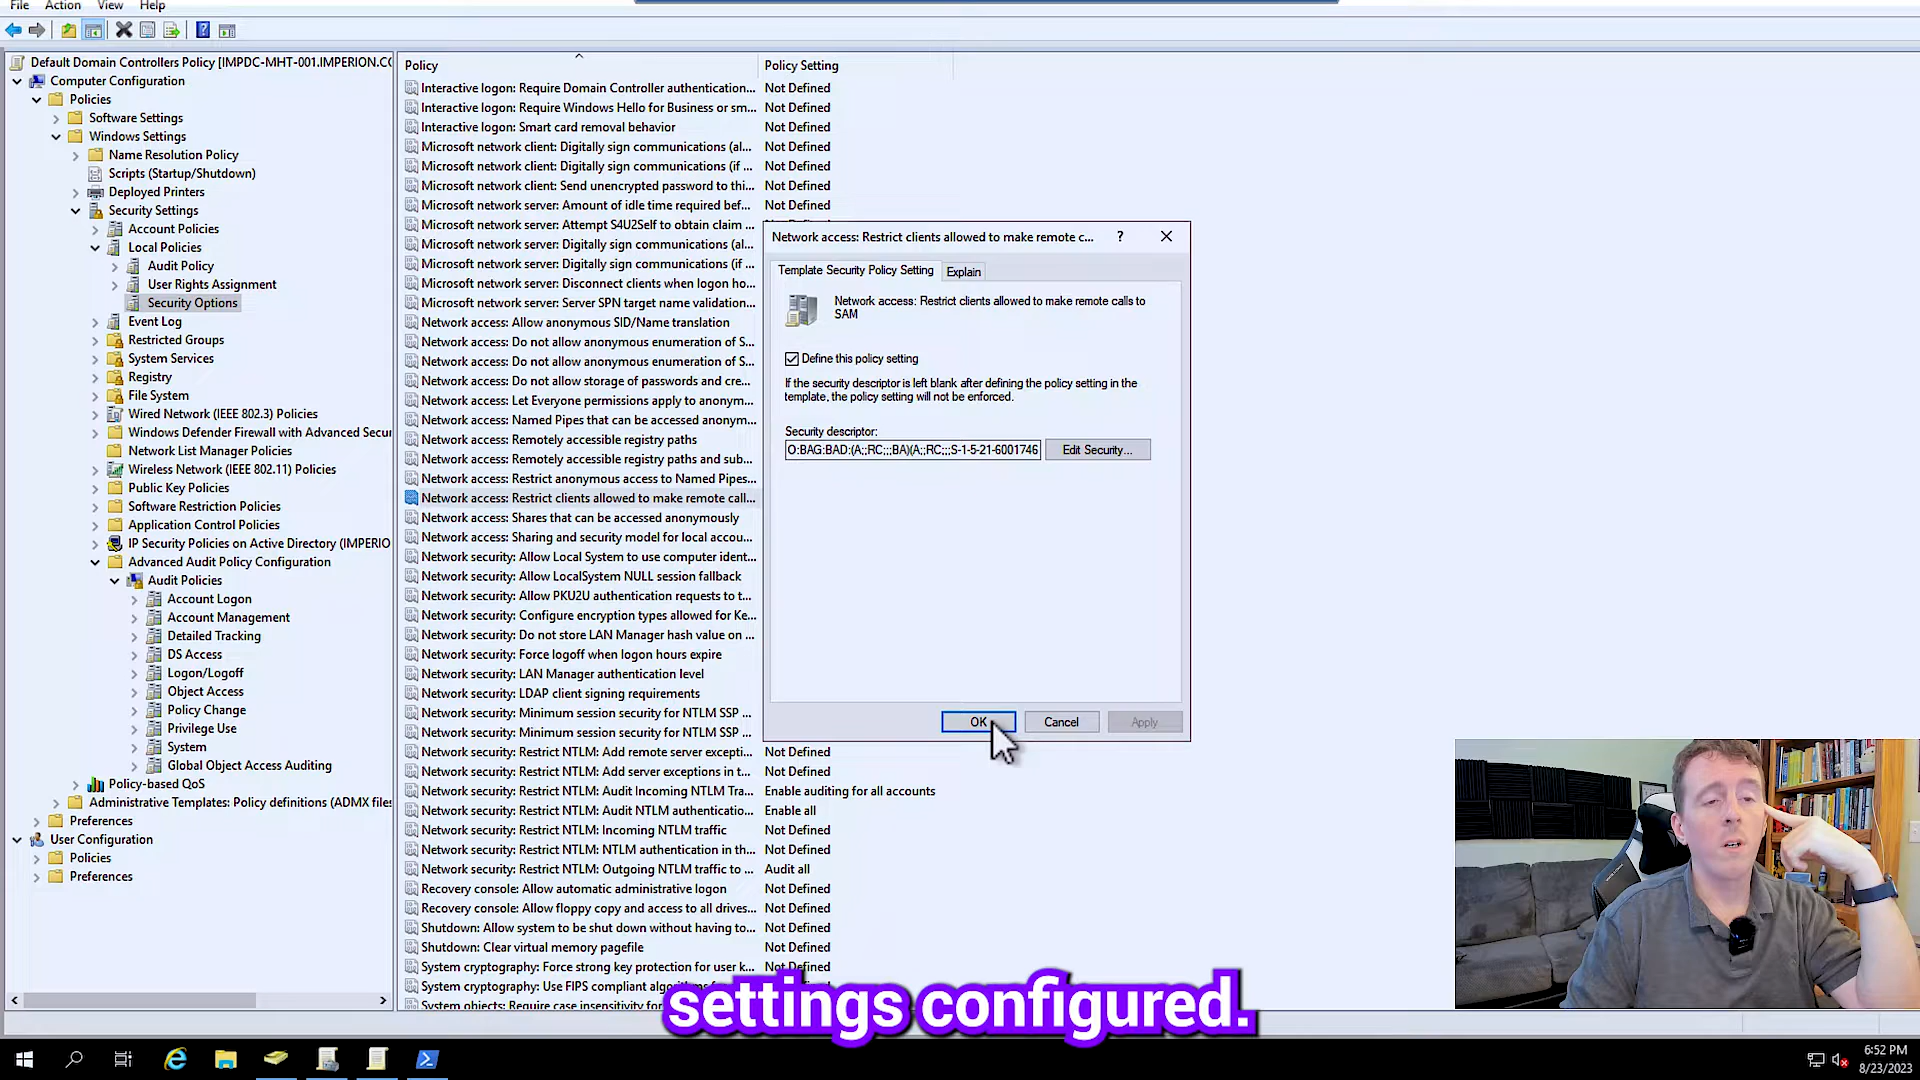 File Action View Help
Default Domain Controllers Policy [IMPDC-MHT-001.IMPERION.CO
Computer Configuration
Policies
Software Settings
Windows Settings
Name Resolution Policy
Scripts (Startup/Shutdown)
Deployed Printers
Security Settings
Account Policies
Local Policies
Audit Policy
User Rights Assignment
Security Options
Event Log
Restricted Groups
System Services
Registry
File System
Wired Network (IEEE 802.3) Policies
Windows Defender Firewall with Advanced Secur
Network List Manager Policies
Wireless Network (IEEE 802.11) Policies
Public Key Policies
Software Restriction Policies
Application Control Policies
IP Security Policies on Active Directory (IMPERIO
Advanced Audit Policy Configuration
Audit Policies
Account Logon
Account Management
Detailed Tracking
DS Access
Logon/Logoff
Object Access
Policy Change
Privilege Use
System
Global Object Access Auditing
Policy-based QoS
Administrative Templates: Policy definitions (ADMX files
Preferences
User Configuration
Policies
Preferences
Policy Policy Setting
Interactive logon: Require Domain Controller authentication... Not Defined
Interactive logon: Require Windows Hello for Business or sm... Not Defined
Interactive logon: Smart card removal behavior Not Defined
Microsoft network client: Digitally sign communications (al... Not Defined
Microsoft network client: Digitally sign communications (if ... Not Defined
Microsoft network client: Send unencrypted password to thi... Not Defined
Microsoft network server: Amount of idle time required bef... Not Defined
Microsoft network server: Attempt S4U2Self to obtain claim ...
Microsoft network server: Digitally sign communications (al...
Microsoft network server: Digitally sign communications (if ...
Microsoft network server: Disconnect clients when logon ho...
Microsoft network server: Server SPN target name validation...
Network access: Allow anonymous SID/Name translation
Network access: Do not allow anonymous enumeration of S...
Network access: Do not allow anonymous enumeration of S...
Network access: Do not allow storage of passwords and cre...
Network access: Let Everyone permissions apply to anonym...
Network access: Named Pipes that can be accessed anonym...
Network access: Remotely accessible registry paths
Network access: Remotely accessible registry paths and sub...
Network access: Restrict anonymous access to Named Pipes...
Network access: Restrict clients allowed to make remote call...
Network access: Shares that can be accessed anonymously
Network access: Sharing and security model for local accou...
Network security: Allow Local System to use computer ident...
Network security: Allow LocalSystem NULL session fallback
Network security: Allow PKU2U authentication requests to t...
Network security: Configure encryption types allowed for Ke...
Network security: Do not store LAN Manager hash value on ...
Network security: Force logoff when logon hours expire
Network security: LAN Manager authentication level
Network security: LDAP client signing requirements
Network security: Minimum session security for NTLM SSP ...
Network security: Minimum session security for NTLM SSP ...
Network security: Restrict NTLM: Add remote server excepti... Not Defined
Network security: Restrict NTLM: Add server exceptions in t... Not Defined
Network security: Restrict NTLM: Audit Incoming NTLM Tra... Enable auditing for all accounts
Network security: Restrict NTLM: Audit NTLM authenticatio... Enable all
Network security: Restrict NTLM: Incoming NTLM traffic Not Defined
Network security: Restrict NTLM: NTLM authentication in th... Not Defined
Network security: Restrict NTLM: Outgoing NTLM traffic to ... Audit all
Recovery console: Allow automatic administrative logon Not Defined
Recovery console: Allow floppy copy and access to all drives... Not Defined
Shutdown: Allow system to be shut down without having to... Not Defined
Shutdown: Clear virtual memory pagefile Not Defined
System cryptography: Force strong key protection for user k... Not Defined
System cryptography: Use FIPS compliant algorithms
System objects: Require case insensitivity fo
Network access: Restrict clients allowed to make remote c... ?
Template Security Policy Setting Explain
Network access: Restrict clients allowed to make remote calls to
SAM
Define this policy setting
If the security descriptor is left blank after defining the policy setting in the
template, the policy setting will not be enforced.
Security descriptor:
O:BAG:BAD:(A;;RC;;;BA)(A;;RC;;;S-1-5-21-6001746 Edit Security...
OK Cancel Apply
settings configured.
6:52 PM
8/23/2023